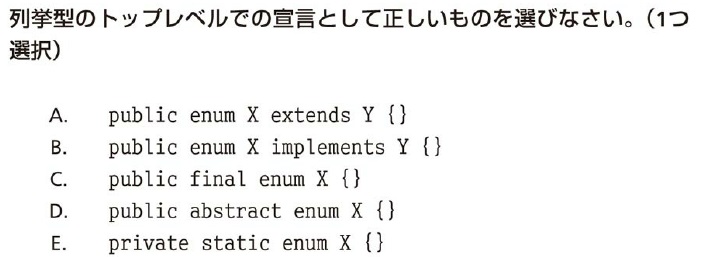 列挙型のトップレベルでの宣言として正しいものを選びなさい。（1つ
選択）
A. public enum X extends Y {}
B. public enum X implements Y {}
C. public final enum X {}
D. public abstract enum X {}
E. private static enum X {}